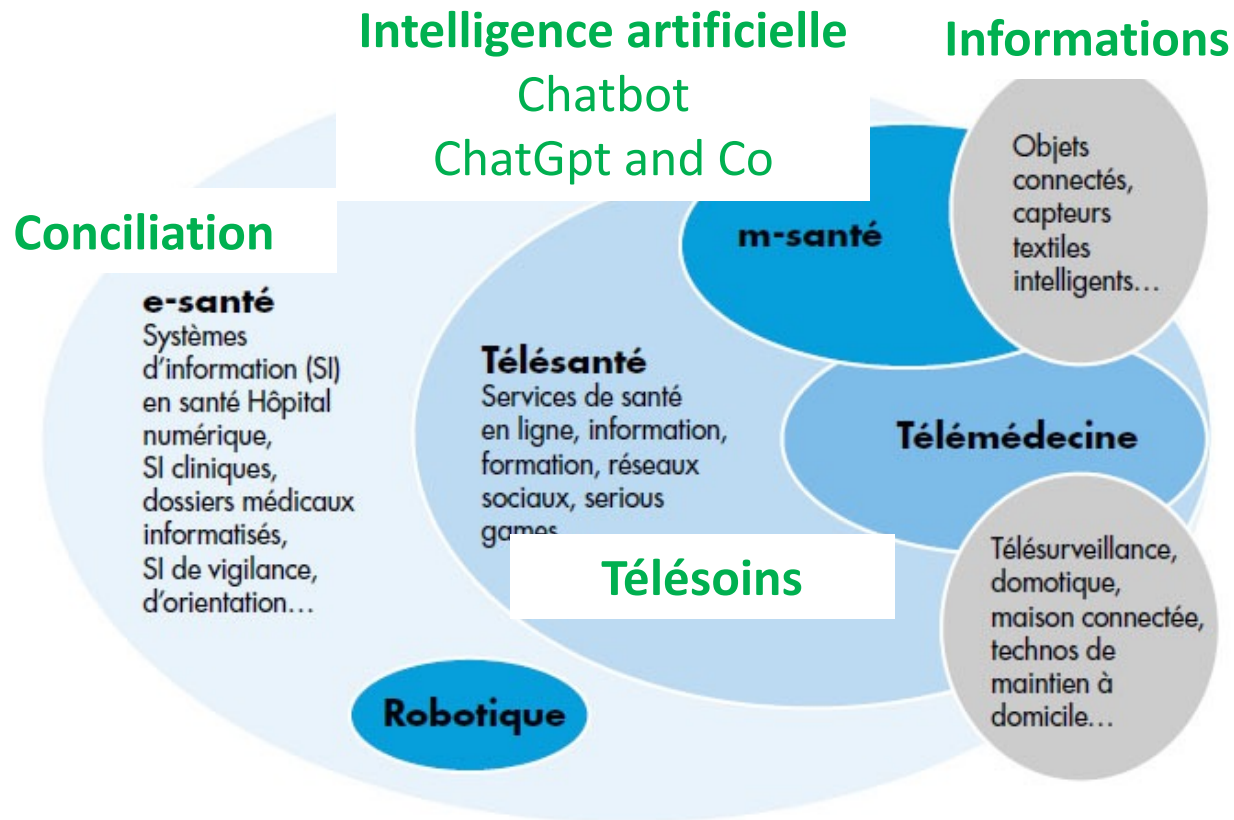 Intelligence artificielle
Chatbot
ChatGpt and Co
Informations
Conciliation
e-santé
Systèmes
d'information (SI)
en santé Hôpital
numérique,
SI cliniques,
dossiers médicaux
informatisés,
SI de vigilance,
d'orientation...
Télésanté
Services de santé
en ligne, information,
formation, réseaux
sociaux, serious
games
Télésoins
m-santé
Objets
connectés,
capteurs
textiles
intelligents...
Télémédecine
Télésurveillance,
domotique,
maison connectée,
technos de
maintien à
domicile...
Robotique